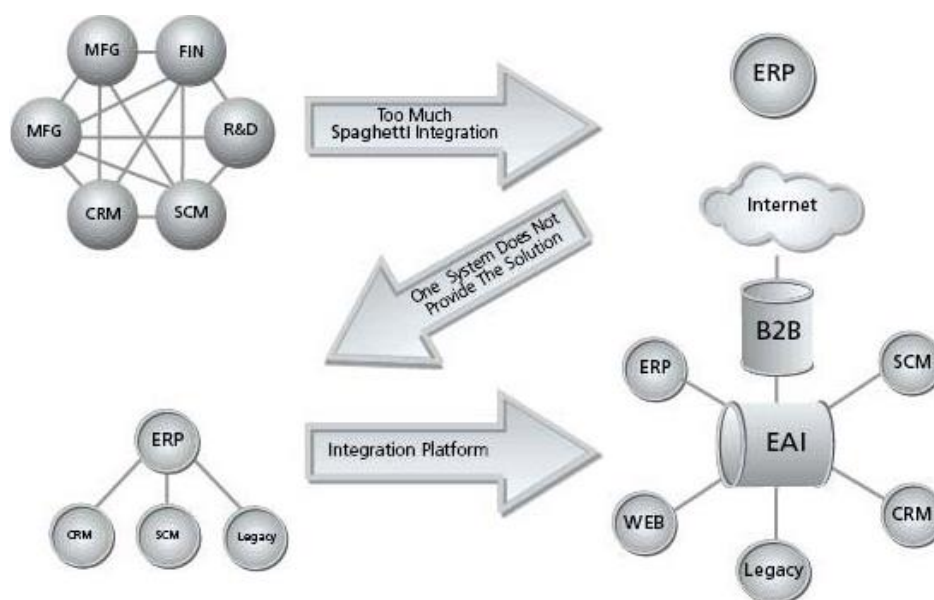 MFG
FIN
MFG
R&D
CRM
SCM
Too Much
Spaghetti Integration
ERP
Internet
One System Does Not
Provide The Solution
B2B
ERP
SCM
EAI
WEB
CRM
Legacy
ERP
CRM
SCM
Legacy
Integration Platform